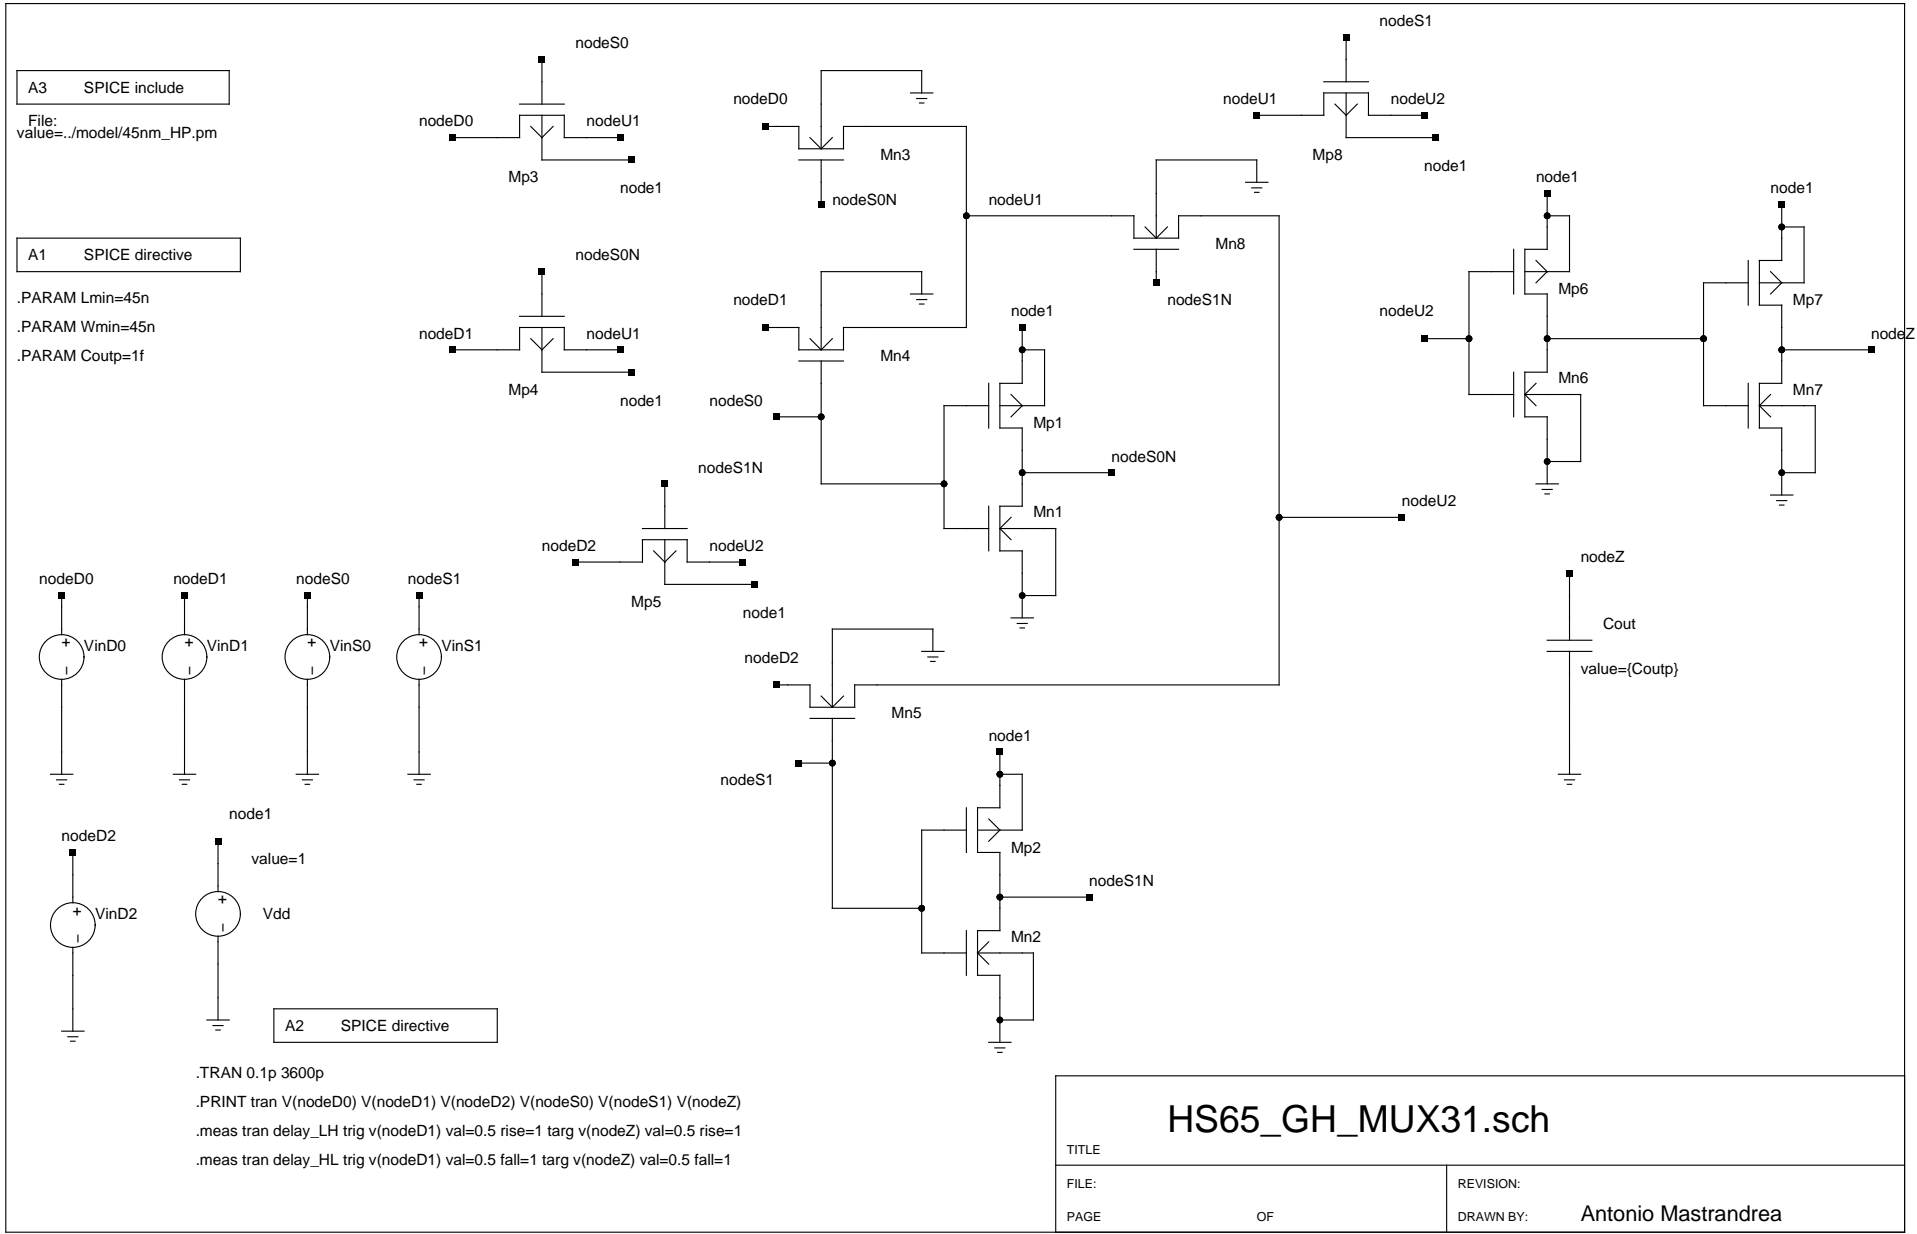 nodeS1
nodeS0
A3 SPICE include
File:
value=../model/45nm_HP.pm
nodeD0
nodeU1
Mp3
node1
nodeD0
Mn3
nodeS0N
nodeU1
nodeU1
nodeU2
Mp8
node1
node1
node1
A1 SPICE directive
.PARAM Lmin=45n
.PARAM Wmin=45n
.PARAM Coutp=1f
nodeS0N
nodeD1
nodeU1
Mp4
node1
nodeD1
Mn4
nodeS0
node1
Mp1
nodeS0N
Mn1
Mn8
nodeS1N
nodeU2
Mp6
Mn6
Mp7
nodeZ
Mn7
nodeS1N
nodeD2
nodeU2
Mp5
node1
nodeU2
nodeZ
Cout
value={Coutp}
nodeD0
nodeD1
nodeS0
nodeS1
+
VinD0
+
VinD1
+
VinS0
+
VinS1
nodeD2
Mn5
nodeS1
node1
Mp2
nodeS1N
Mn2
nodeD2
+
VinD2
node1
value=1
+
Vdd
A2 SPICE directive
.TRAN 0.1p 3600p
.PRINT tran V(nodeD0) V(nodeD1) V(nodeD2) V(nodeS0) V(nodeS1) V(nodeZ)
.meas tran delay_LH trig v(nodeD1) val=0.5 rise=1 targ v(nodeZ) val=0.5 rise=1
.meas tran delay_HL trig v(nodeD1) val=0.5 fall=1 targ v(nodeZ) val=0.5 fall=1
HS65_GH_MUX31.sch
TITLE
FILE:
REVISION:
PAGE OF
DRAWN BY: Antonio Mastrandrea